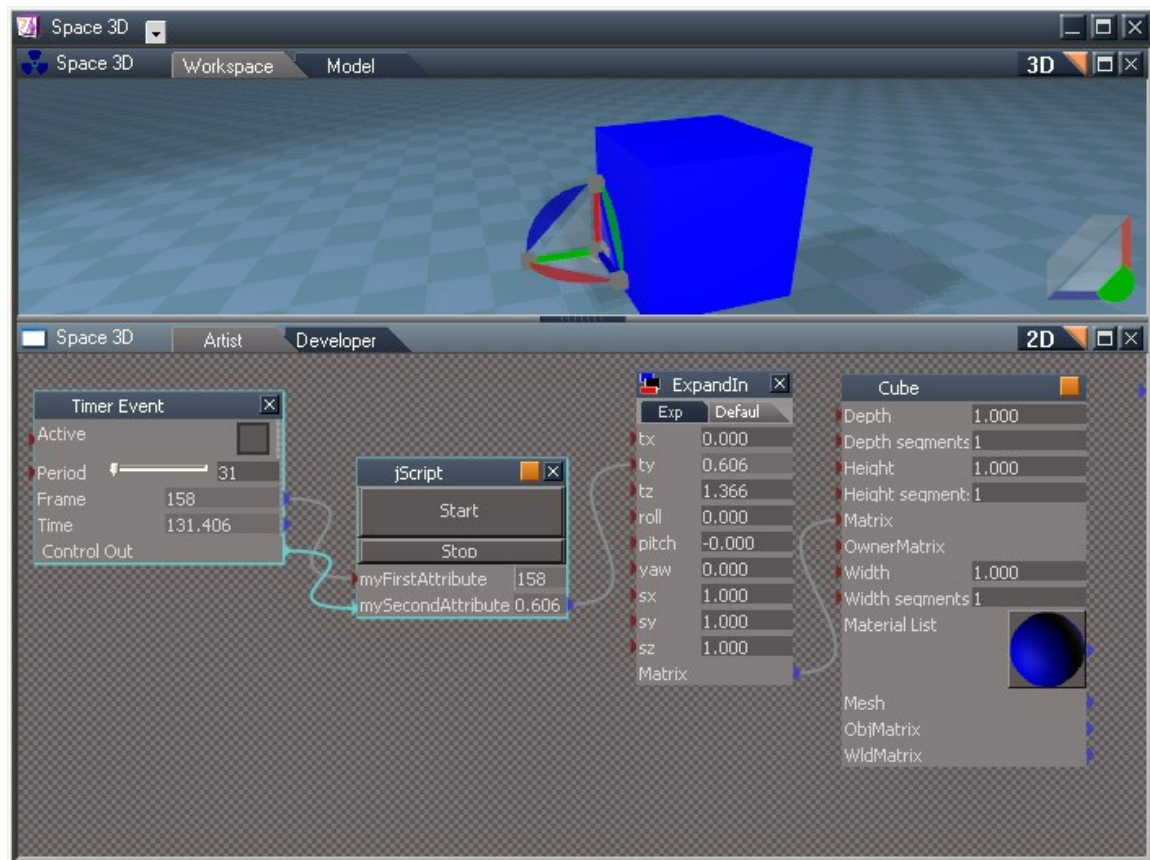 Space 3D
Space 3D Workspace Model 3D
Space 3D Artist Developer 2D
Timer Event
Active
Period 31
Frame 158
Time 131.406
Control Out
jScript
Start
Stop
myFirstAttribute 158
mySecondAttribute 0.606
ExpandIn
Exp Defaul
tx 0.000
ty 0.606
tz 1.366
roll 0.000
pitch -0.000
yaw 0.000
sx 1.000
sy 1.000
sz 1.000
Matrix
Cube
Depth 1.000
Depth segments 1
Height 1.000
Height segment: 1
Matrix
OwnerMatrix
Width 1.000
Width segments 1
Material List
Mesh
ObjMatrix
WldMatrix